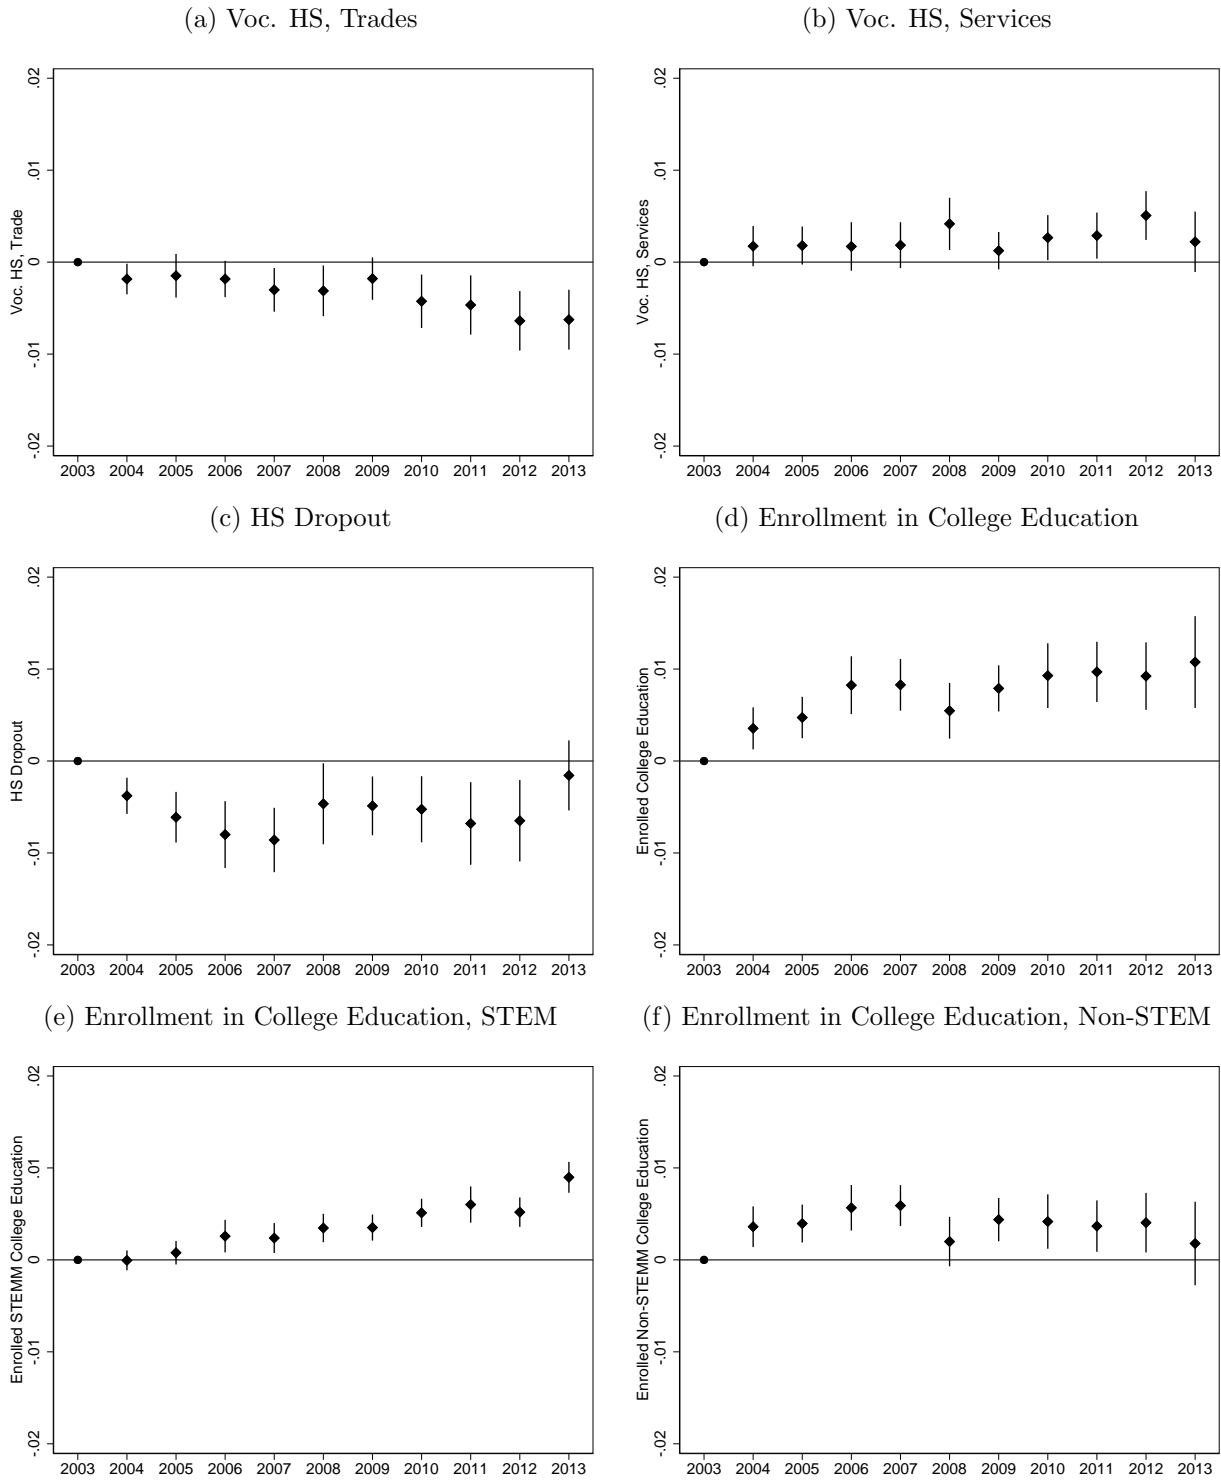 (a) Voc. HS, Trades
(b) Voc. HS, Services
Voc. HS, Trade
.02
.01
0
-.01
-.02
2003 2004 2005 2006 2007 2008 2009 2010 2011 2012 2013
Voc. HS, Services
.02
.01
0
-.01
-.02
2003 2004 2005 2006 2007 2008 2009 2010 2011 2012 2013
(c) HS Dropout
(d) Enrollment in College Education
HS Dropout
.02
.01
0
-.01
-.02
2003 2004 2005 2006 2007 2008 2009 2010 2011 2012 2013
Enrolled College Education
.02
.01
0
-.01
-.02
2003 2004 2005 2006 2007 2008 2009 2010 2011 2012 2013
(e) Enrollment in College Education, STEM
(f) Enrollment in College Education, Non-STEM
Enrolled STEMM College Education
.02
.01
0
-.01
-.02
2003 2004 2005 2006 2007 2008 2009 2010 2011 2012 2013
Enrolled Non-STEMM College Education
.02
.01
0
-.01
-.02
2003 2004 2005 2006 2007 2008 2009 2010 2011 2012 2013